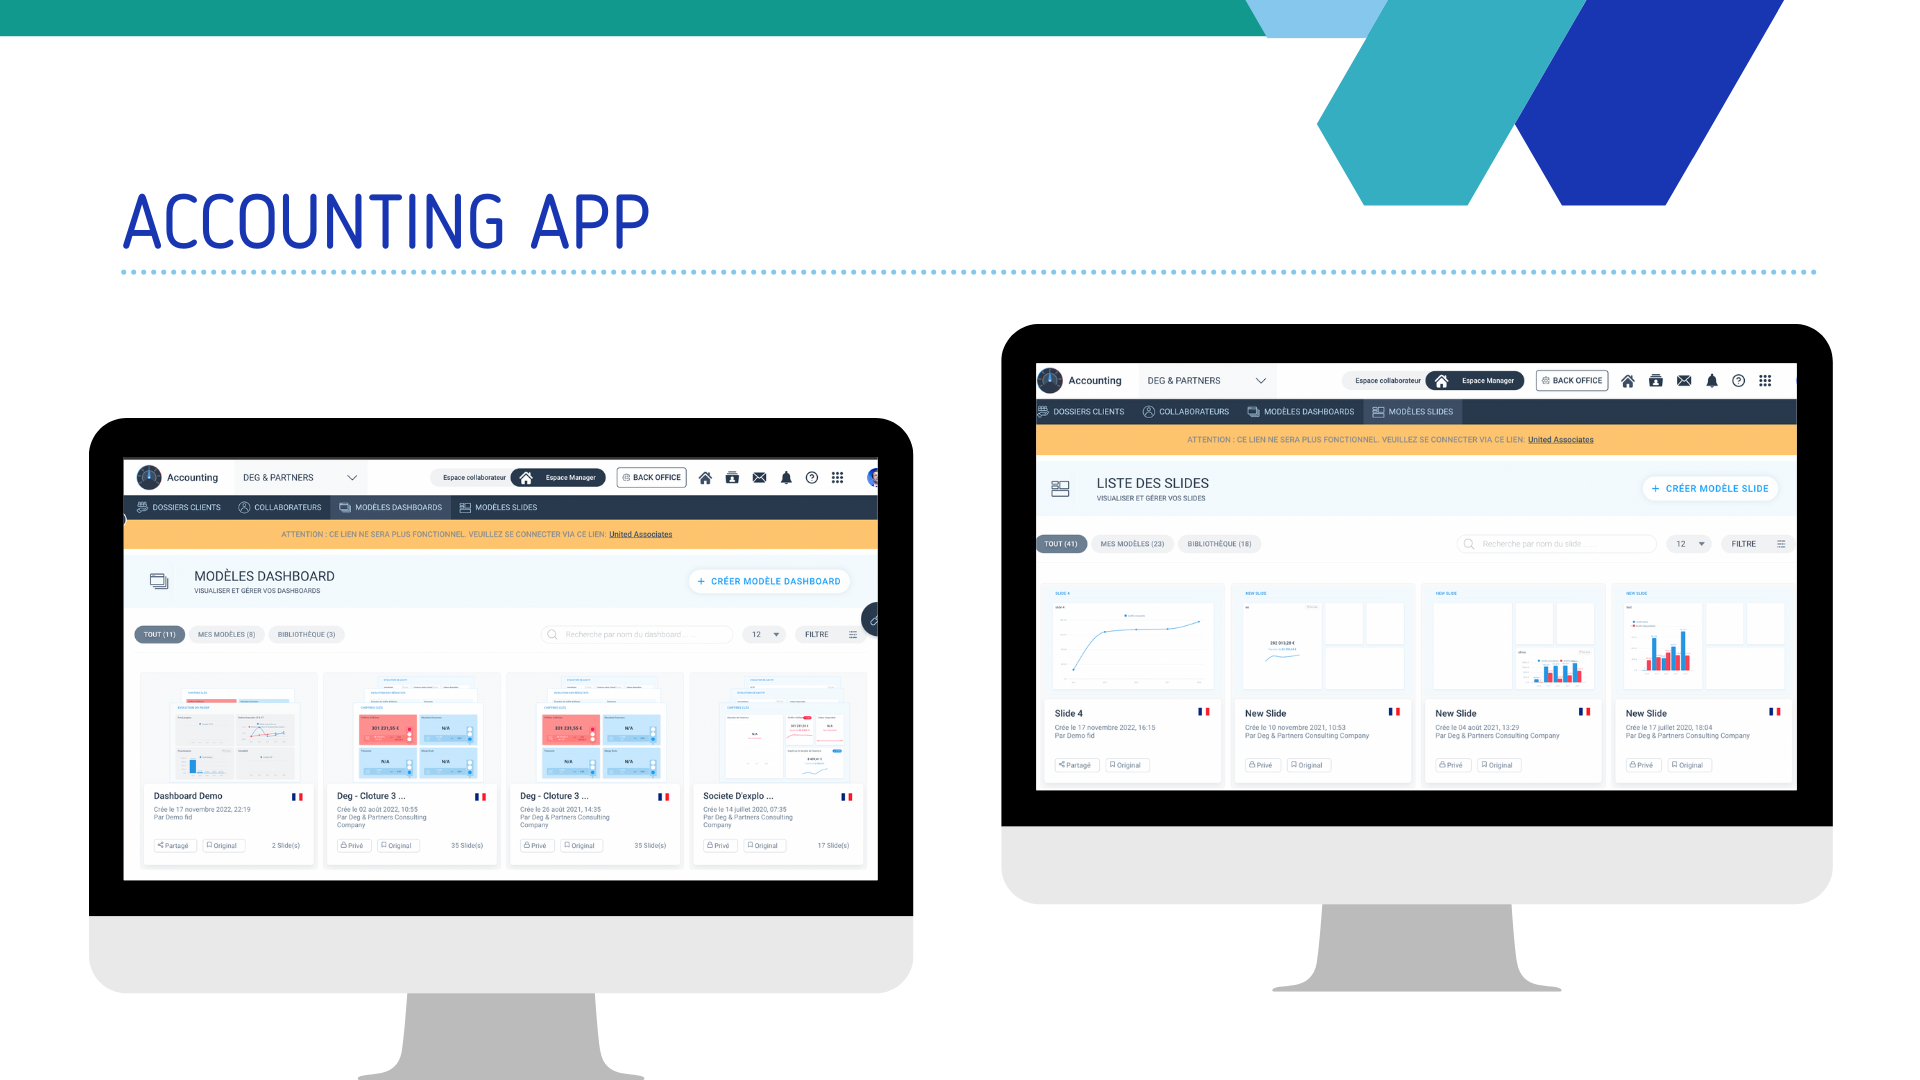 ACCOUNTING APP
Accounting
DEG & PARTNERS
Espace collaborateur
Espace Manager
BACK OFFICE
DOSSIERS CLIENTS
COLLABORATEURS
MODÈLES DASHBOARDS
MODÈLES SLIDES
ATTENTION : CE LIEN NE SERA PLUS FONCTIONNEL. VEUILLEZ SE CONNECTER VIA CE LIEN: United Associates
MODÈLES DASHBOARD
VISUALISER ET GÉRER VOS DASHBOARDS
+ CRÉER MODÈLE DASHBOARD
TOUT (11)
MES MODÈLES (8)
BIBLIOTHÈQUE (3)
Recherche par nom du dashboard ......
12
FILTRE
Dashboard Demo
Crée le 17 novembre 2022, 22:19
Par Demo fid
Partagé
Original
2 Slide(s)
Deg - Cloture 3 ...
Crée le 02 août 2022, 10:55
Par Deg & Partners Consulting
Company
Privé
Original
35 Slide(s)
Deg - Cloture 3 ...
Crée le 26 août 2021, 14:35
Par Deg & Partners Consulting
Company
Privé
Original
35 Slide(s)
Societe D'explo ...
Crée le 14 juillet 2020, 07:35
Par Deg & Partners Consulting
Company
Privé
Original
17 Slide(s)
Accounting
DEG & PARTNERS
Espace collaborateur
Espace Manager
BACK OFFICE
DOSSIERS CLIENTS
COLLABORATEURS
MODÈLES DASHBOARDS
MODÈLES SLIDES
ATTENTION : CE LIEN NE SERA PLUS FONCTIONNEL. VEUILLEZ SE CONNECTER VIA CE LIEN: United Associates
LISTE DES SLIDES
VISUALISER ET GÉRER VOS SLIDES
+ CRÉER MODÈLE SLIDE
TOUT (41)
MES MODÈLES (23)
BIBLIOTHÈQUE (18)
Recherche par nom du slide ......
12
FILTRE
SLIDE 4
NEW SLIDE
NEW SLIDE
NEW SLIDE
Slide 4
Crée le 17 novembre 2022, 16:15
Par Demo fid
Partagé
Original
New Slide
Crée le 10 novembre 2021, 10:53
Par Deg & Partners Consulting Company
Privé
Original
New Slide
Crée le 04 août 2021, 13:29
Par Deg & Partners Consulting Company
Privé
Original
New Slide
Crée le 17 juillet 2020, 18:04
Par Deg & Partners Consulting Company
Privé
Original